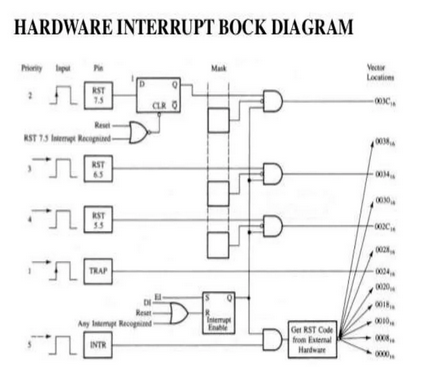 HARDWARE INTERRUPT BOCK DIAGRAM
Priority Input Pin Mask Vector Locations
2 RST 7.5 1 D Q
CLR Q̅
003C₁₆
Reset
RST 7.5 Interrupt Recognized
0038₁₆
3 RST 6.5 0034₁₆
0030₁₆
4 RST 5.5 002C₁₆
0028₁₆
1 TRAP 0024₁₆
0020₁₆
EI S Q
DI
0018₁₆
Reset R
0010₁₆
Any Interrupt Recognized Interrupt Enable
5 INTR Get RST Code from External Hardware
0008₁₆
0000₁₆